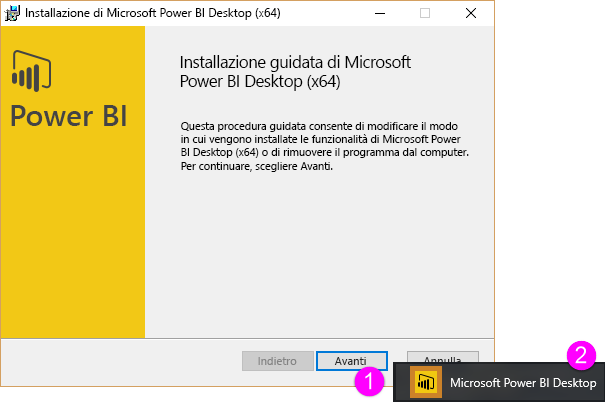 Installazione di Microsoft Power BI Desktop (x64)
Power BI
Installazione guidata di Microsoft
Power BI Desktop (x64)
Questa procedura guidata consente di modificare il modo
in cui vengono installate le funzionalità di Microsoft Power
BI Desktop (x64) o di rimuovere il programma dal computer.
Per continuare, scegliere Avanti.
Indietro
Avanti
Annulla
1
2
Microsoft Power BI Desktop